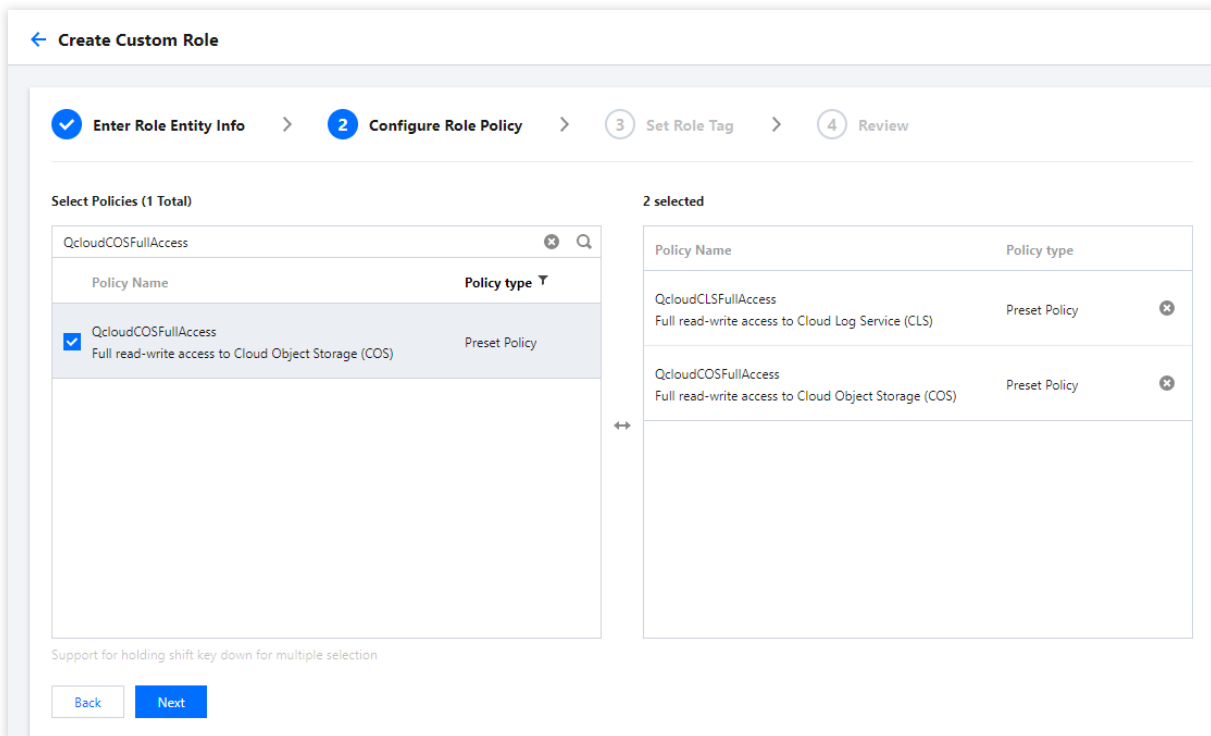 Create Custom Role
Enter Role Entity Info
2 Configure Role Policy
3 Set Role Tag
4 Review
Select Policies (1 Total)
QcloudCOSFullAccess
Policy Name Policy type
QcloudCOSFullAccess
Full read-write access to Cloud Object Storage (COS)
Preset Policy
Support for holding shift key down for multiple selection
2 selected
Policy Name Policy type
QcloudCLSFullAccess
Full read-write access to Cloud Log Service (CLS)
Preset Policy
QcloudCOSFullAccess
Full read-write access to Cloud Object Storage (COS)
Preset Policy
Back
Next